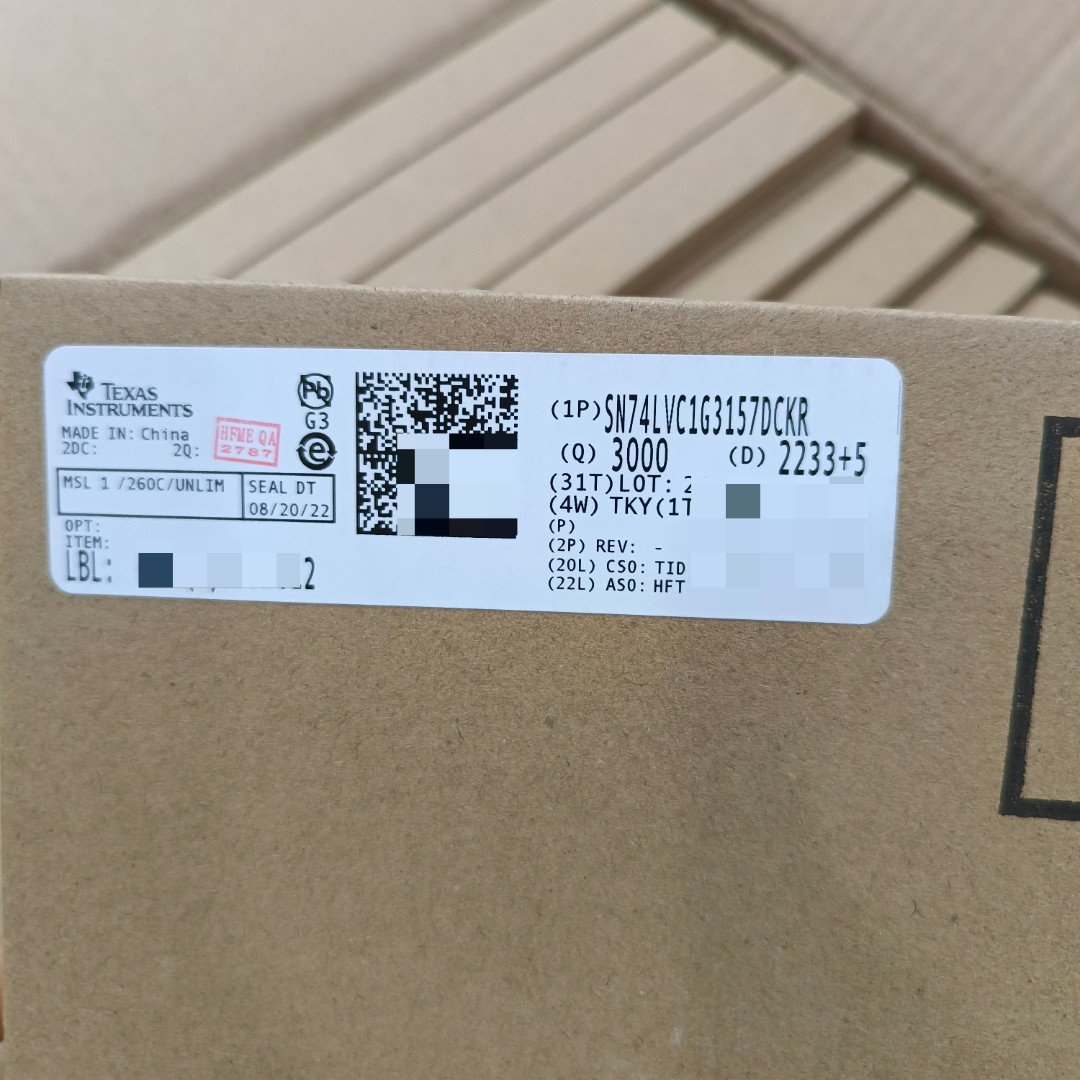 TEXAS
INSTRUMENTS
Pb
G3
e
MADE IN: China
2DC: 2Q:
HFME QA
2787
MSL 1 /260C/UNLIM
SEAL DT
08/20/22
OPT:
ITEM:
LBL:
(1P)SN74LVC1G3157DCKR
(Q) 3000 (D) 2233+5
(31T)LOT:
(4W) TKY(1T
(P)
(2P) REV: -
(20L) CSO: TID
(22L) ASO: HFT